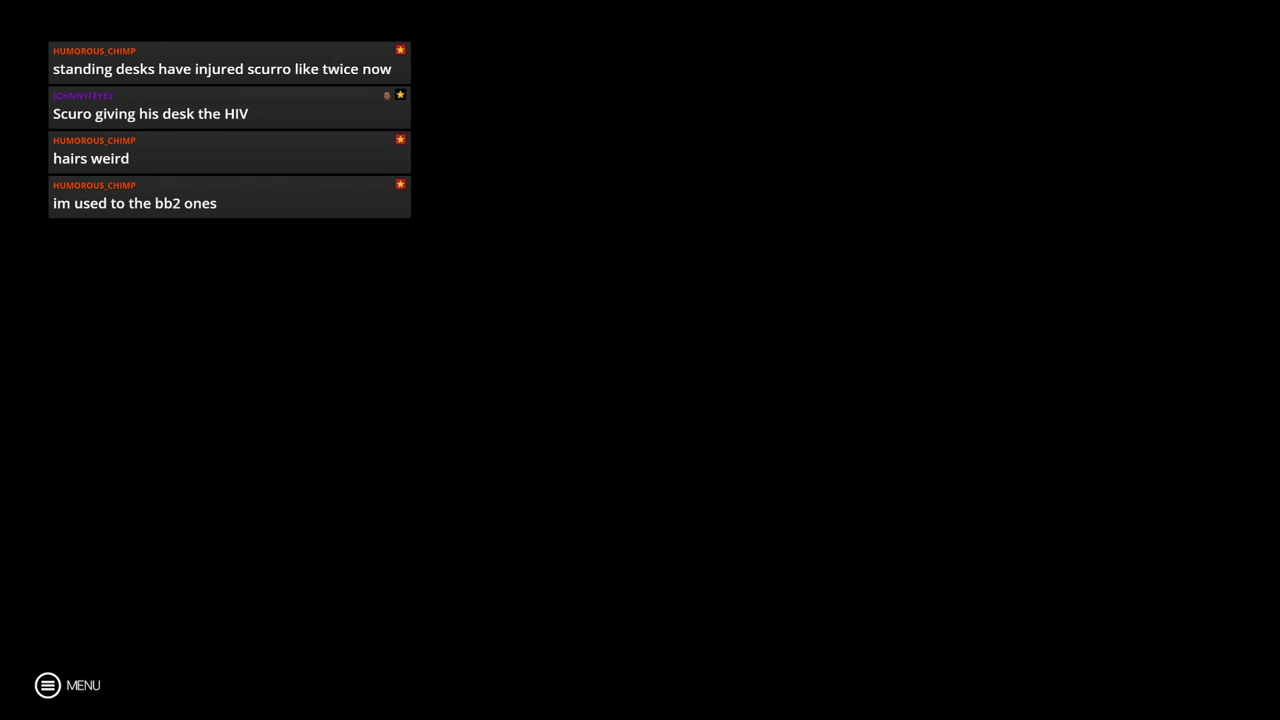 HUMOROUS_CHIMP
standing desks have injured scurro like twice now
JOHNNYFEYEV
Scuro giving his desk the HIV
HUMOROUS_CHIMP
hairs weird
HUMOROUS_CHIMP
im used to the bb2 ones
MENU